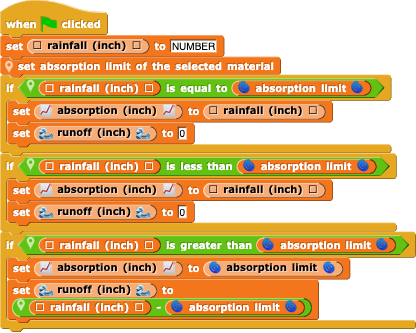 when clicked
set rainfall (inch) to NUMBER
set absorption limit of the selected material
if rainfall (inch) is equal to absorption limit
set absorption (inch) to rainfall (inch)
set runoff (inch) to 0
if rainfall (inch) is less than absorption limit
set absorption (inch) to rainfall (inch)
set runoff (inch) to 0
if rainfall (inch) is greater than absorption limit
set absorption (inch) to absorption limit
set runoff (inch) to
rainfall (inch) - absorption limit